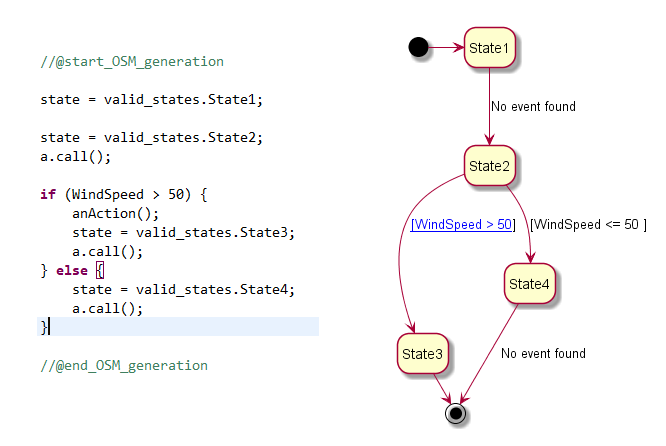 //@start_OSM_generation
state = valid_states.State1;
state = valid_states.State2;
a.call();
if (WindSpeed > 50) {
anAction();
state = valid_states.State3;
a.call();
} else {
state = valid_states.State4;
a.call();
}
//@end_OSM_generation
State1
No event found
State2
[WindSpeed > 50]
[WindSpeed <= 50 ]
State4
State3
No event found